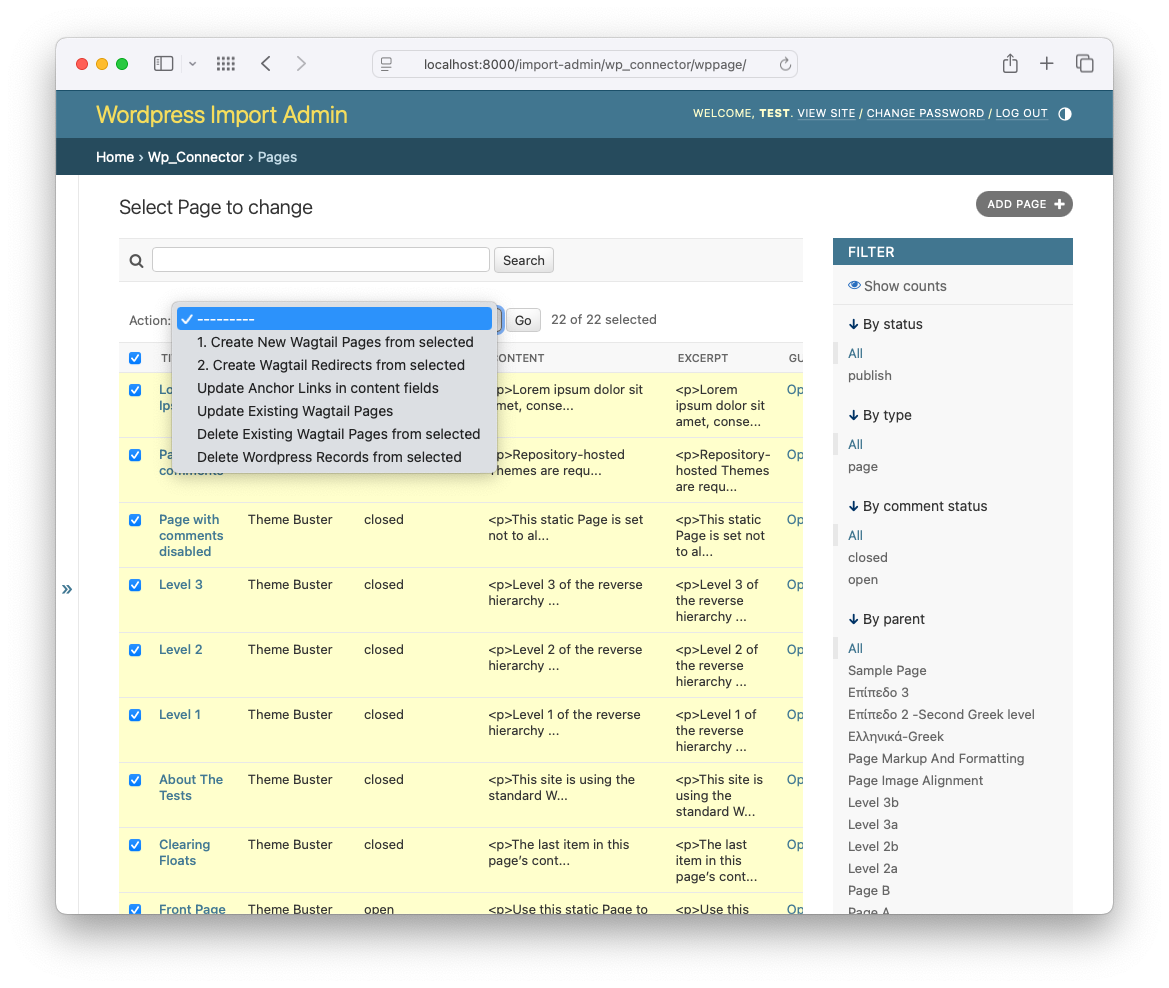 localhost:8000/import-admin/wp_connector/wppage/
Wordpress Import Admin
WELCOME, TEST. VIEW SITE / CHANGE PASSWORD / LOG OUT
Home › Wp_Connector › Pages
Select Page to change
ADD PAGE +
Search
Action:
---------
1. Create New Wagtail Pages from selected
2. Create Wagtail Redirects from selected
Update Anchor Links in content fields
Update Existing Wagtail Pages
Delete Existing Wagtail Pages from selected
Delete Wordpress Records from selected
Go
22 of 22 selected
EXCERPT
p>Lorem ipsum dolor sit
conse...
<p>Lorem
ipsum dolor sit
amet, conse...
Op
p>Repository-hosted
are requ...
<p>Repository-
hosted Themes
are requ...
Op
comments
Page with
comments
disabled
Theme Buster
closed
<p>This static Page is set
not to al...
<p>This static
Page is set not
to al...
Op
Level 3
Theme Buster
closed
<p>Level 3 of the reverse
hierarchy ...
<p>Level 3 of
the reverse
hierarchy ...
Op
Level 2
Theme Buster
closed
<p>Level 2 of the reverse
hierarchy ...
<p>Level 2 of
the reverse
hierarchy ...
Op
Level 1
Theme Buster
closed
<p>Level 1 of the reverse
hierarchy ...
<p>Level 1 of
the reverse
hierarchy ...
Op
About The
Tests
Theme Buster
closed
<p>This site is using the
standard W...
<p>This site is
using the
standard W...
Op
Clearing
Floats
Theme Buster
closed
<p>The last item in this
page's cont...
<p>The last
item in this
page's cont...
Op
Front Page
Theme Buster
open
<p>Use this static Page to
<p>Use this
Op
»
FILTER
Show counts
↓ By status
All
publish
↓ By type
All
page
↓ By comment status
All
closed
open
↓ By parent
All
Sample Page
Επίπεδο 3
Επίπεδο 2 -Second Greek level
Ελληνικά-Greek
Page Markup And Formatting
Page Image Alignment
Level 3b
Level 3a
Level 2b
Level 2a
Page B
Page A